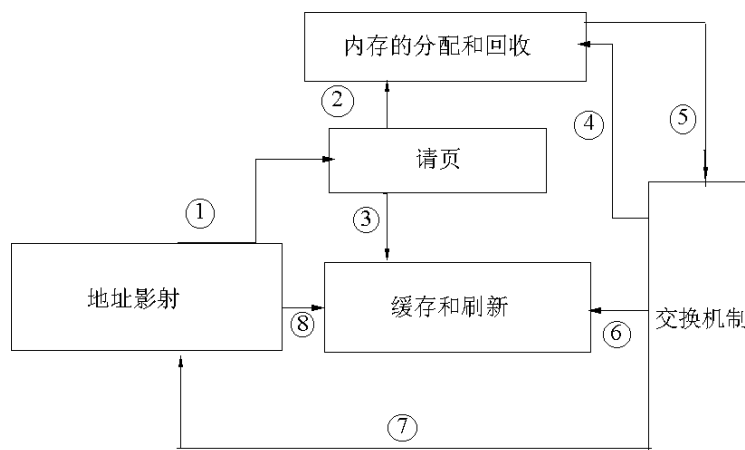 内存的分配和回收
②
④
⑤
请页
①
③
地址影射
缓存和刷新
⑧
⑥
交换机制
⑦